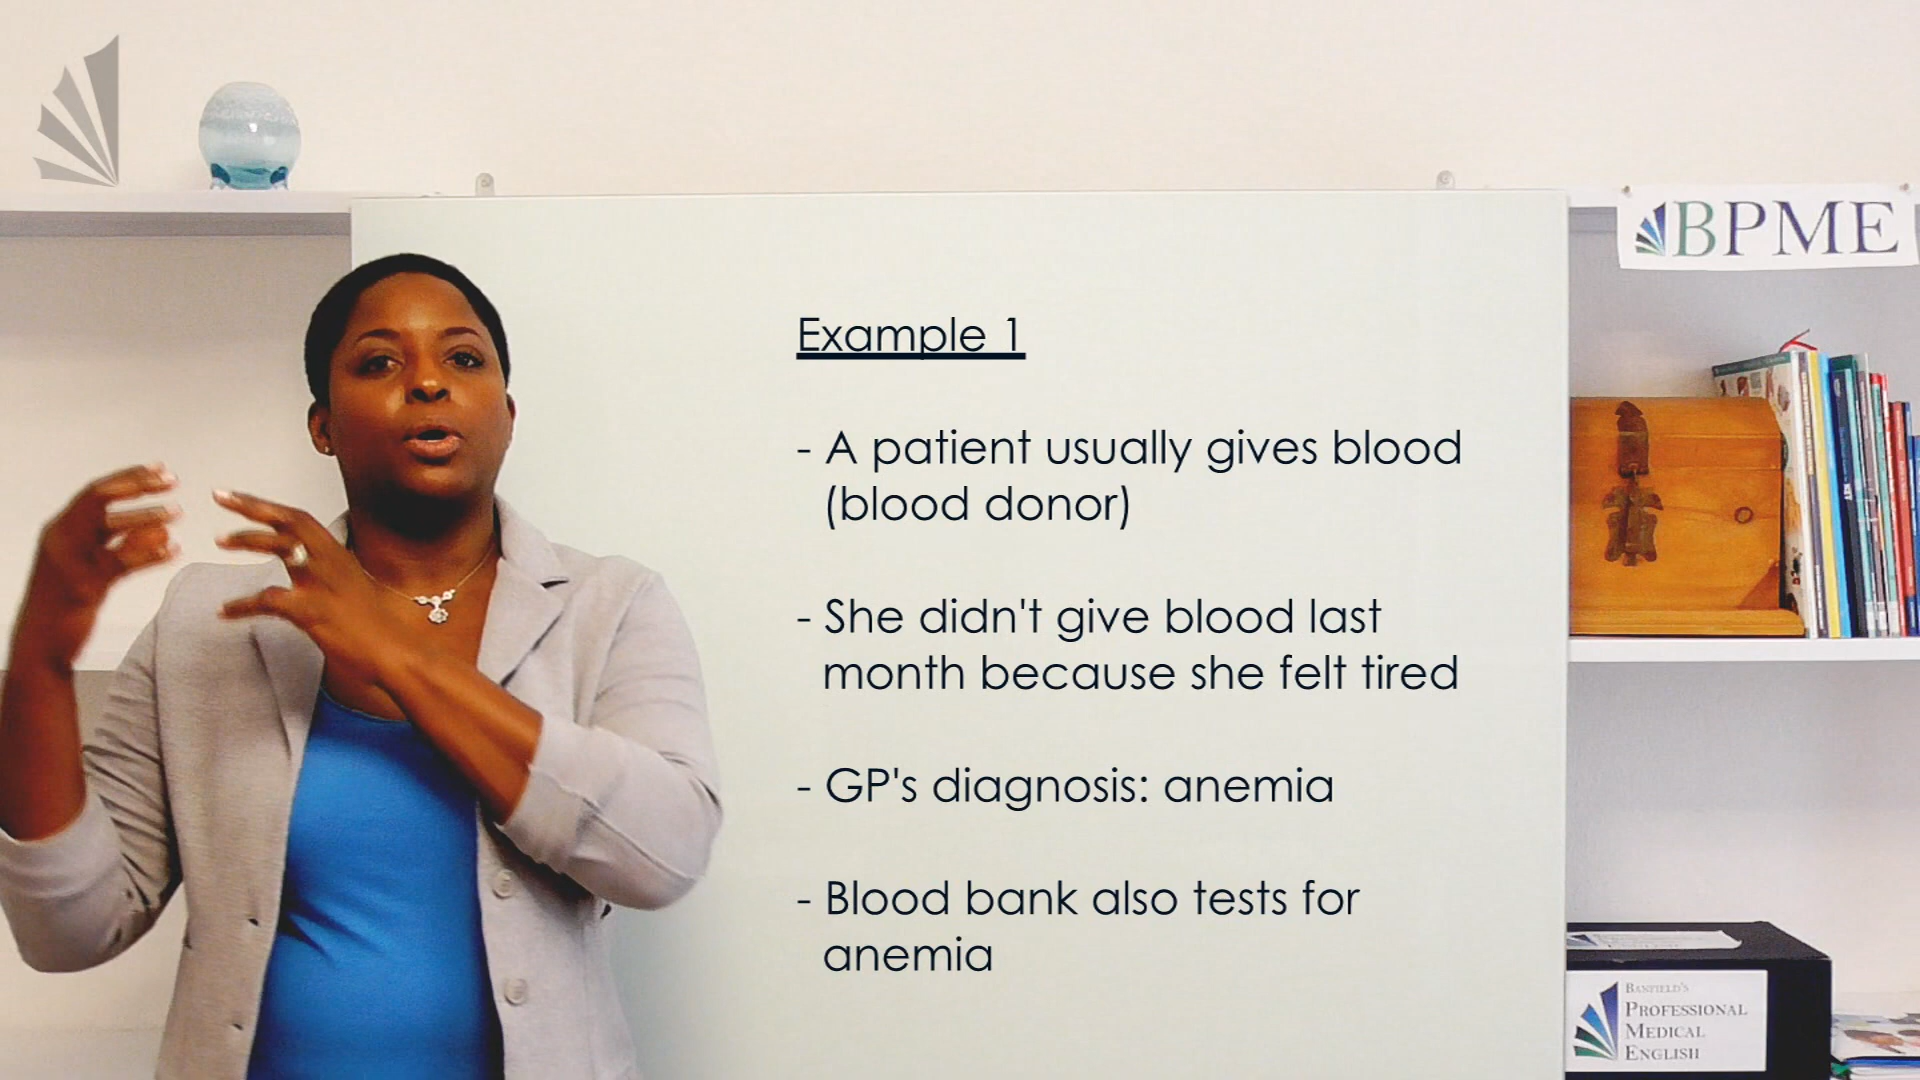 BPME
Example 1
- A patient usually gives blood
(blood donor)
- She didn't give blood last
month because she felt tired
- GP's diagnosis: anemia
- Blood bank also tests for
anemia
BANFIELD'S
PROFESSIONAL
MEDICAL
ENGLISH